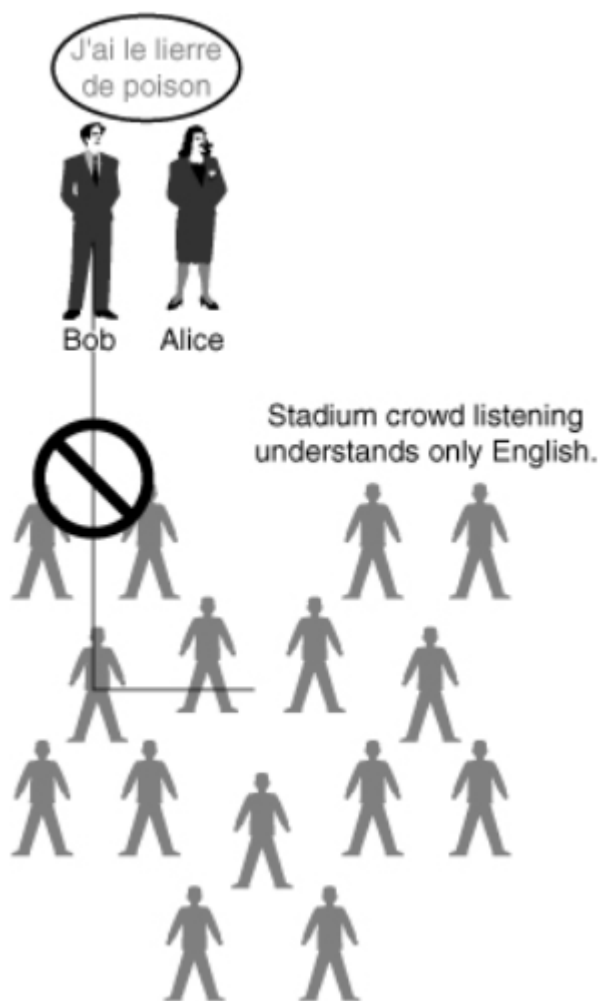 J'ai le lierre
de poison
Bob Alice
Stadium crowd listening
understands only English.